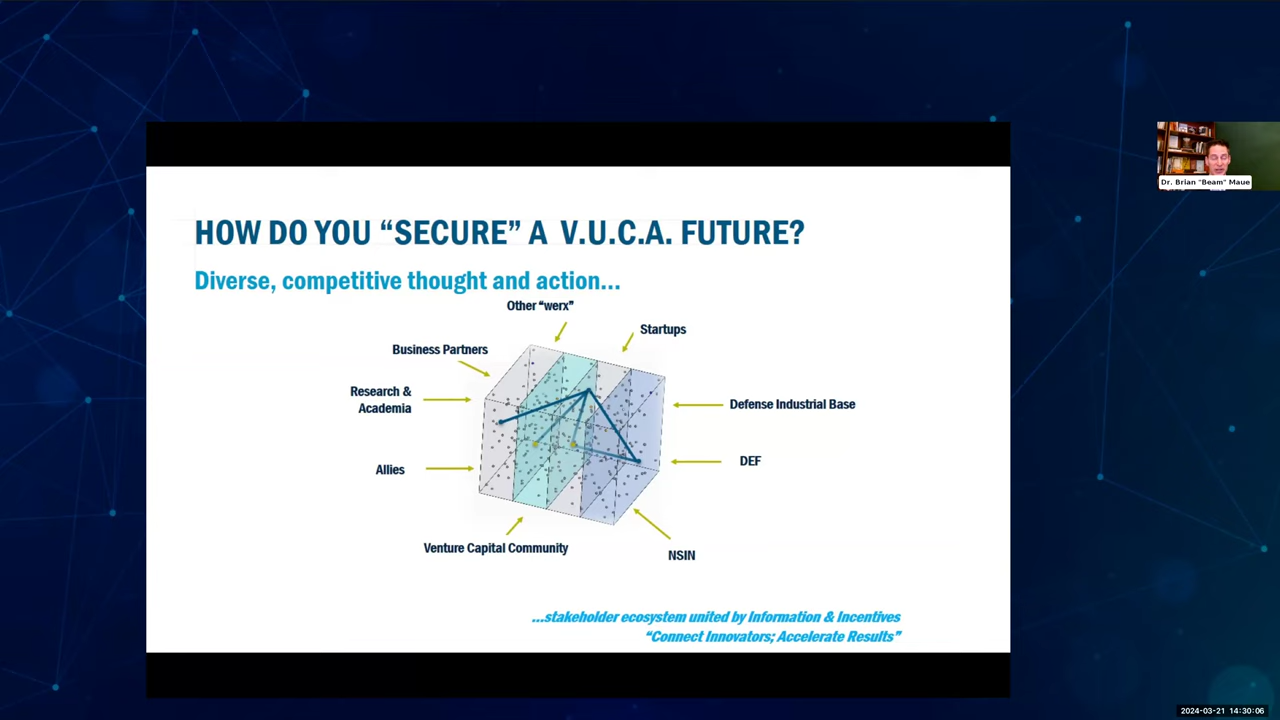 HOW DO YOU “SECURE” A V.U.C.A. FUTURE?
Diverse, competitive thought and action...
Other “werx”
Startups
Business Partners
Research &
Academia
Defense Industrial Base
Allies
DEF
Venture Capital Community
NSIN
...stakeholder ecosystem united by Information & Incentives
“Connect Innovators; Accelerate Results”
Dr. Brian "Beam" Maue
2024-03-21 14:30:06